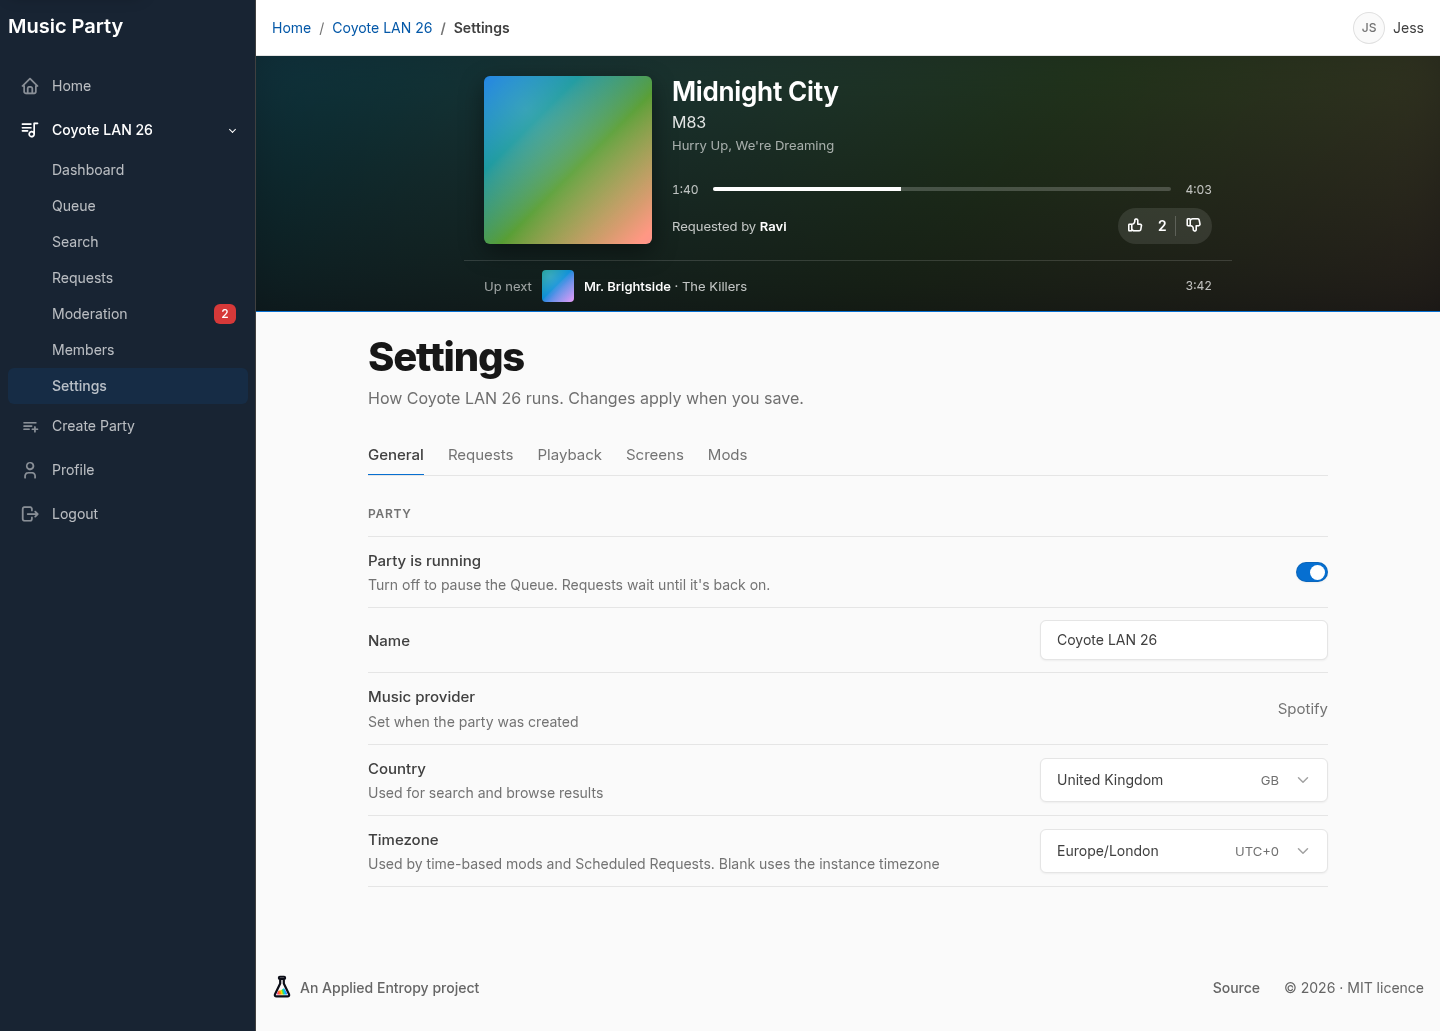 Music Party
Home
Coyote LAN 26
Dashboard
Queue
Search
Requests
Moderation 2
Members
Settings
Create Party
Profile
Logout
Home / Coyote LAN 26 / Settings
JS Jess
Midnight City
M83
Hurry Up, We're Dreaming
1:40 4:03
Requested by Ravi 2
Up next Mr. Brightside · The Killers 3:42
Settings
How Coyote LAN 26 runs. Changes apply when you save.
General Requests Playback Screens Mods
PARTY
Party is running
Turn off to pause the Queue. Requests wait until it's back on.
Name Coyote LAN 26
Music provider
Set when the party was created
Spotify
Country
Used for search and browse results
United Kingdom GB
Timezone
Used by time-based mods and Scheduled Requests. Blank uses the instance timezone
Europe/London UTC+0
An Applied Entropy project
Source © 2026 · MIT licence